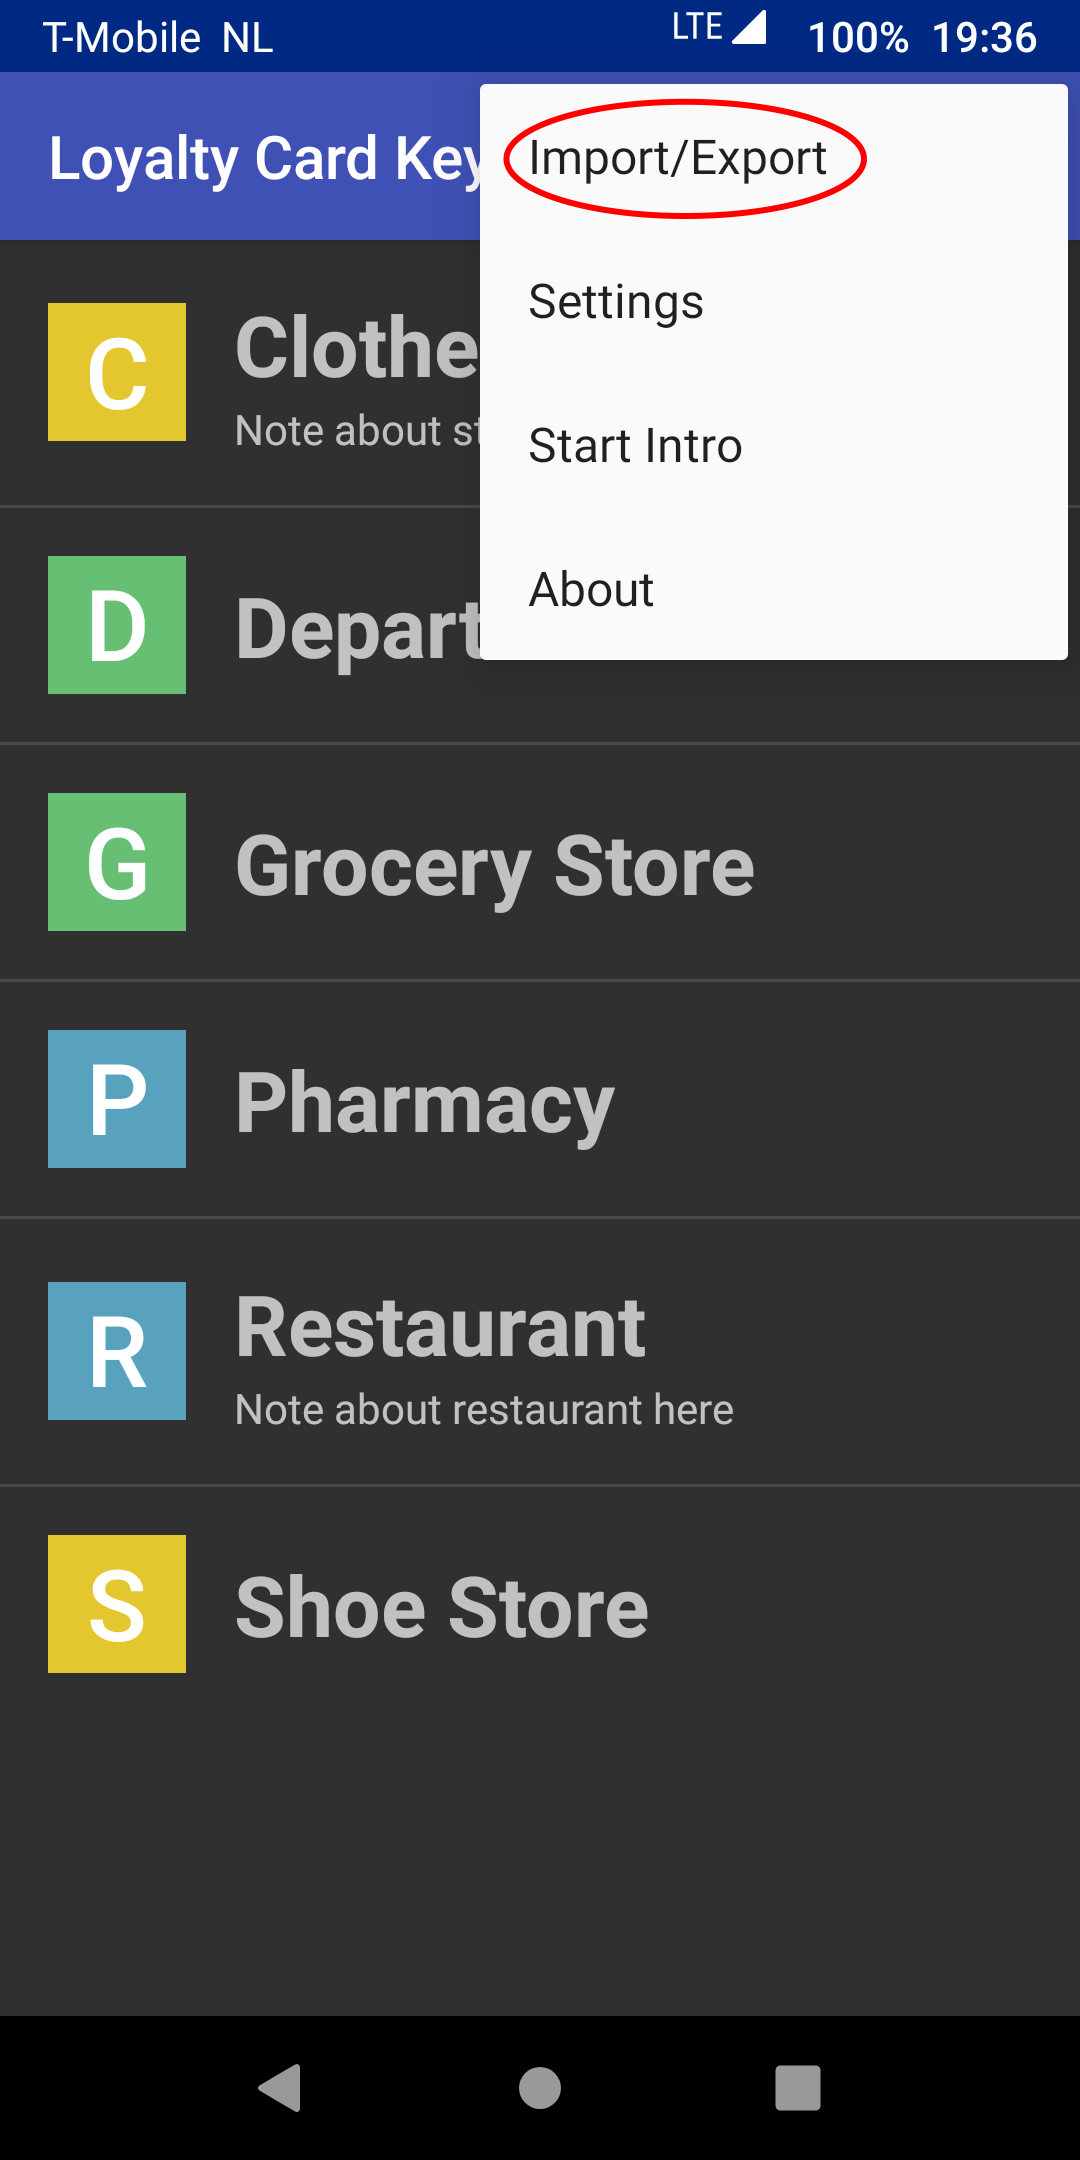 T-Mobile NL LTE 100% 19:36
Loyalty Card Key
Import/Export
Settings
Start Intro
About
C
Clothe
Note about st
D
Depart
G
Grocery Store
P
Pharmacy
R
Restaurant
Note about restaurant here
S
Shoe Store